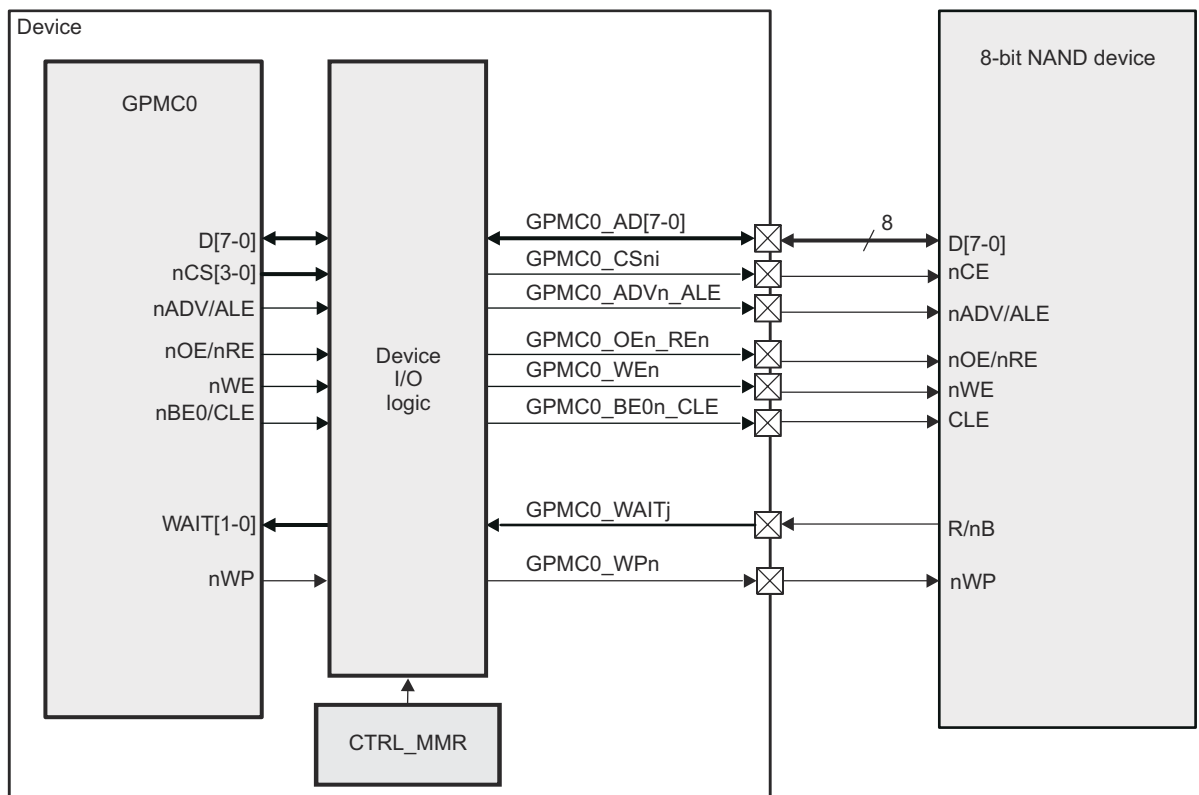 Device
GPMC0
8-bit NAND device
D[7-0]
nCS[3-0]
nADV/ALE
nOE/nRE
nWE
nBE0/CLE
WAIT[1-0]
nWP
Device
I/O
logic
CTRL_MMR
GPMC0_AD[7-0]
GPMC0_CSni
GPMC0_ADVn_ALE
GPMC0_OEn_REn
GPMC0_WEn
GPMC0_BE0n_CLE
GPMC0_WAITj
GPMC0_WPn
8
D[7-0]
nCE
nADV/ALE
nOE/nRE
nWE
CLE
R/nB
nWP